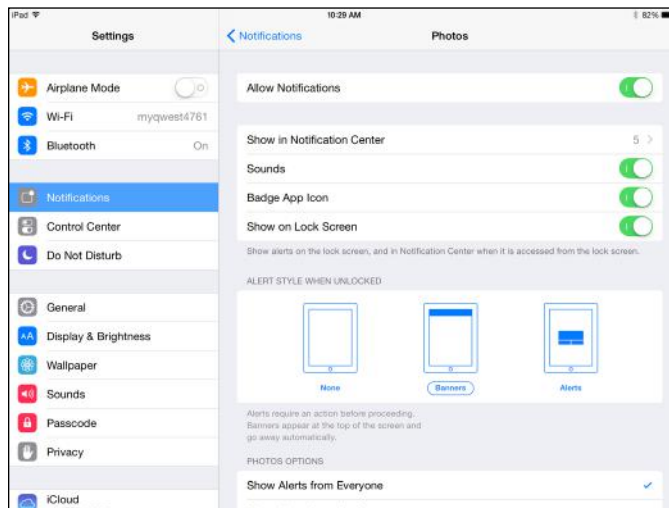 iPad 10:29 AM 82%
Settings
Notifications Photos
Airplane Mode
Wi-Fi myqwest4761
Bluetooth On
Notifications
Control Center
Do Not Disturb
General
AA Display & Brightness
Wallpaper
Sounds
Passcode
Privacy
iCloud
Allow Notifications
Show in Notification Center 5
Sounds
Badge App Icon
Show on Lock Screen
Show alerts on the lock screen, and in Notification Center when it is accessed from the lock screen.
ALERT STYLE WHEN UNLOCKED
None Banners Alerts
Alerts require an action before proceeding.
Banners appear at the top of the screen and
go away automatically.
PHOTOS OPTIONS
Show Alerts from Everyone